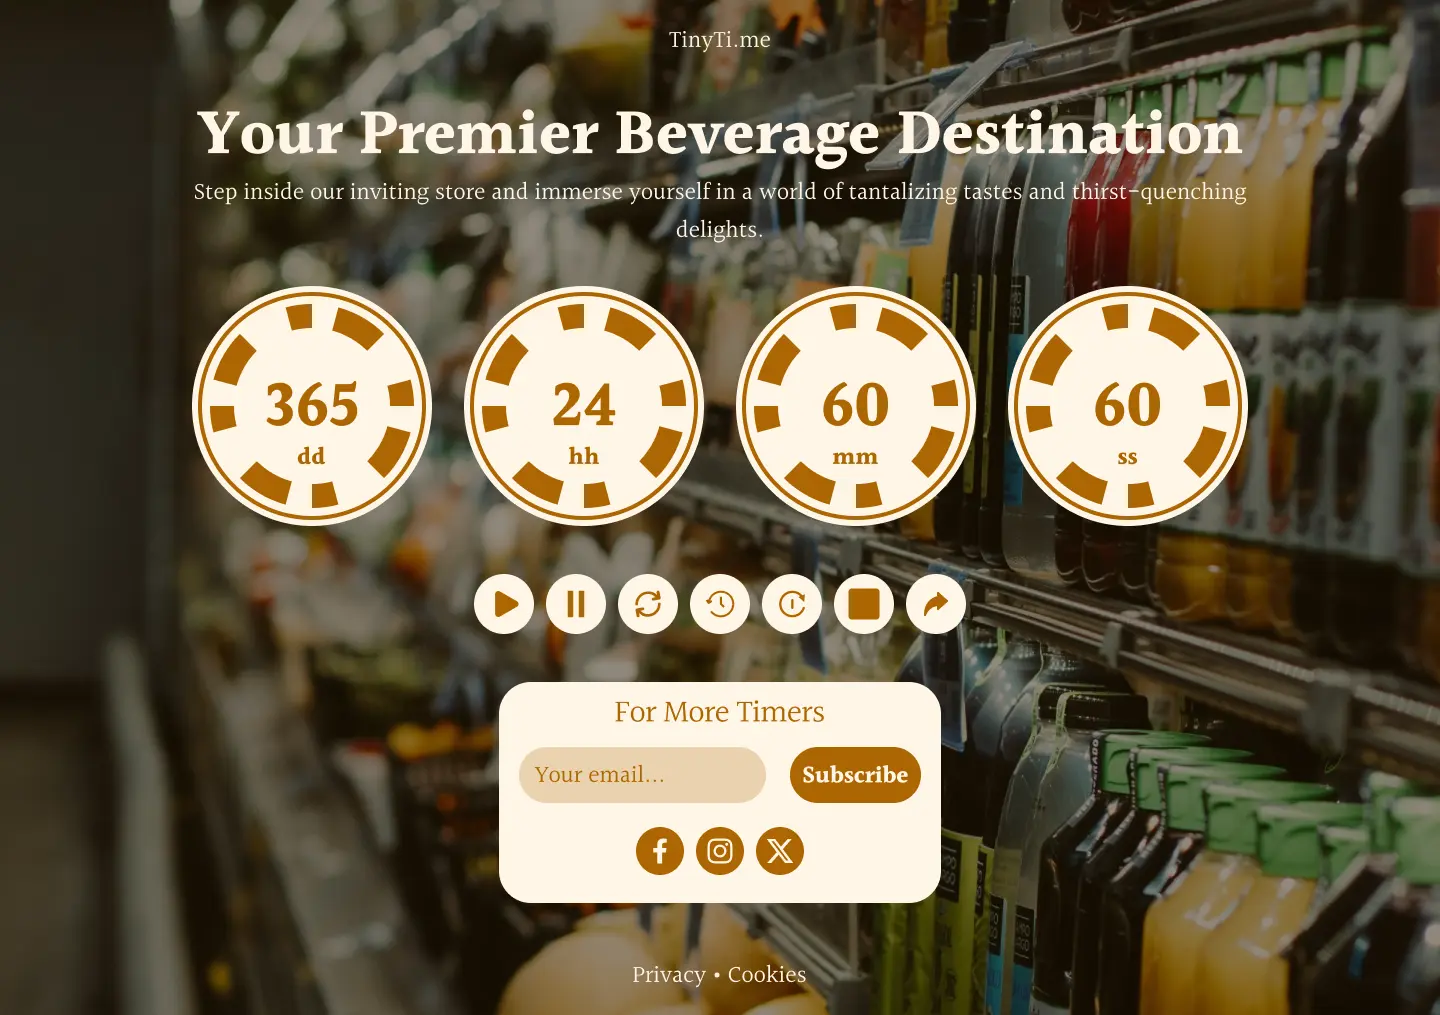 TinyTi.me
Your Premier Beverage Destination
Step inside our inviting store and immerse yourself in a world of tantalizing tastes and thirst-quenching
delights.
365
24
60
60
dd
hh
mm
ss
For More Timers
Your email...
Subscribe
Privacy • Cookies